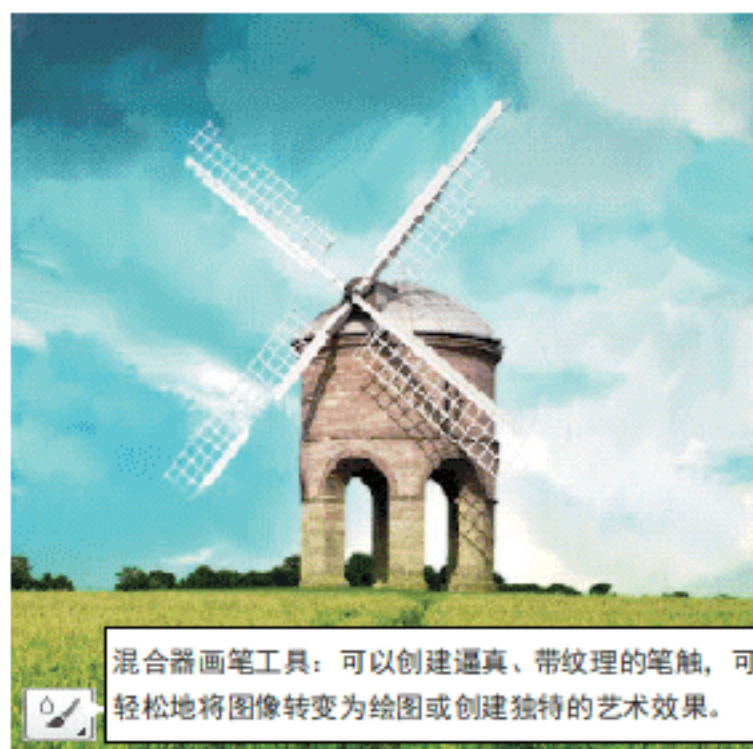 混合器画笔工具：可以创建逼真、带纹理的笔触，可
轻松地将图像转变为绘图或创建独特的艺术效果。